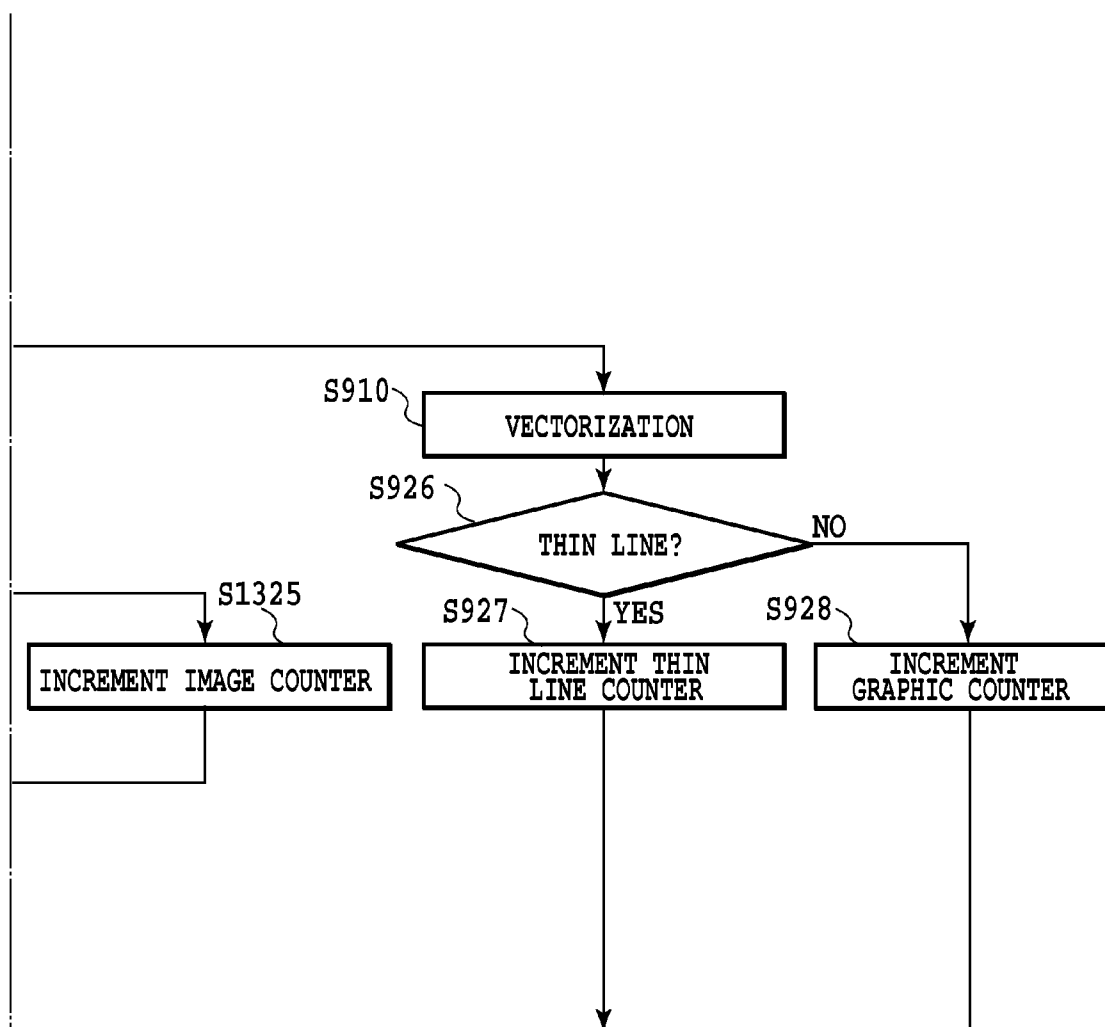 S910
VECTORIZATION
S926
THIN LINE?
NO
YES
S1325
INCREMENT IMAGE COUNTER
S927
INCREMENT THIN
LINE COUNTER
S928
INCREMENT
GRAPHIC COUNTER